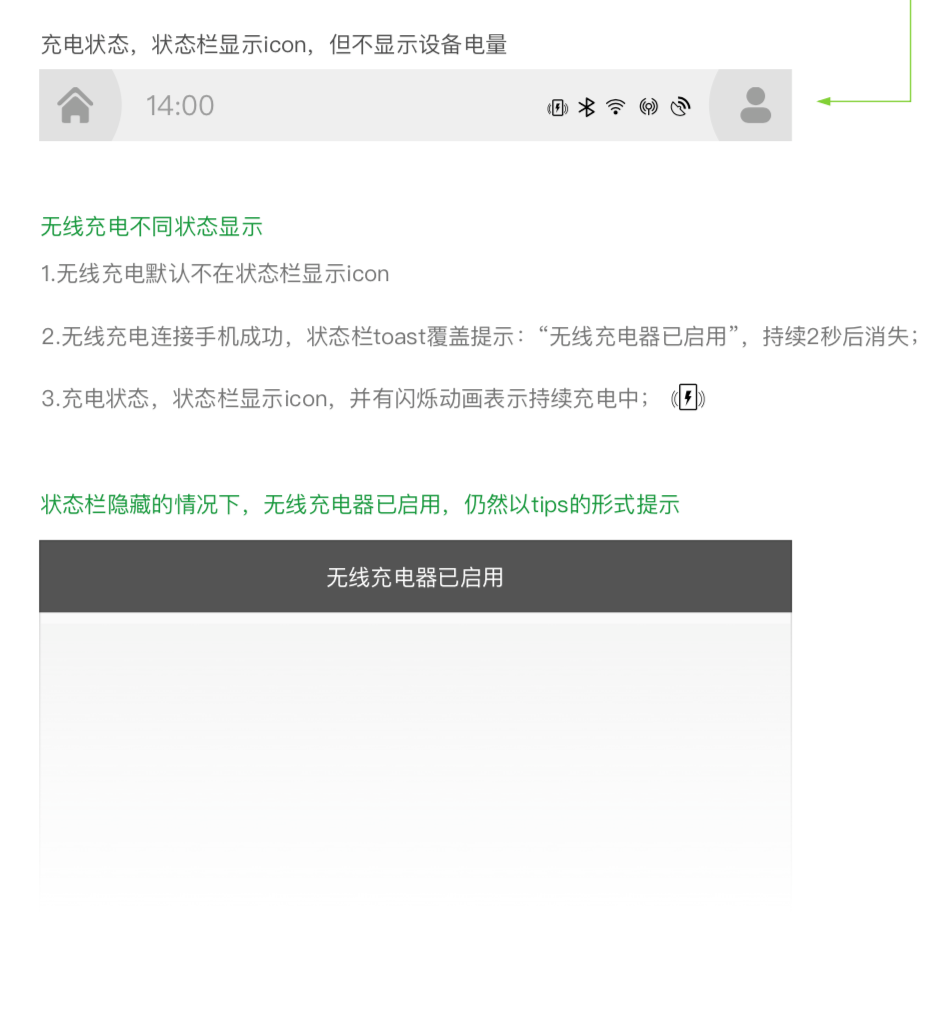 充电状态，状态栏显示icon，但不显示设备电量
14:00
无线充电不同状态显示
1.无线充电默认不在状态栏显示icon
2.无线充电连接手机成功，状态栏toast覆盖提示：“无线充电器已启用”，持续2秒后消失；
3.充电状态，状态栏显示icon，并有闪烁动画表示持续充电中；
状态栏隐藏的情况下，无线充电器已启用，仍然以tips的形式提示
无线充电器已启用